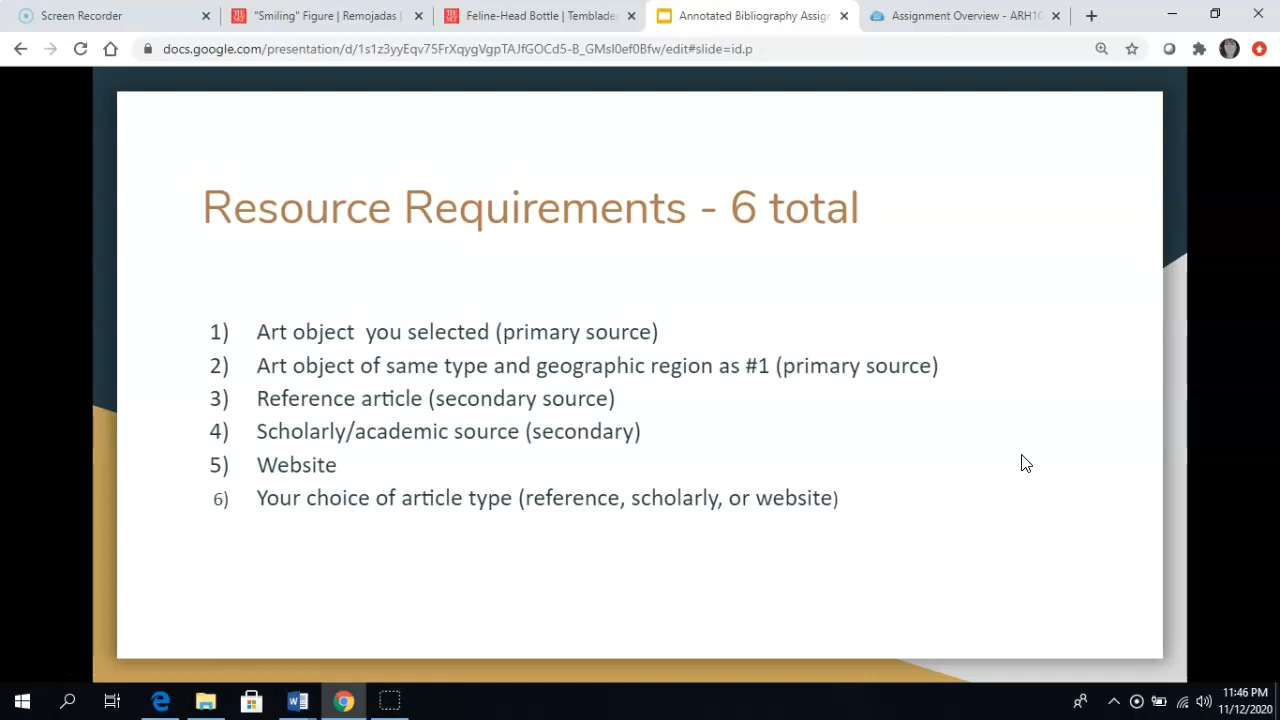 Screen Recorder
"Smiling" Figure | Remojadas |
Feline-Head Bottle | Temblade
Annotated Bibliography Assig
Assignment Overview - ARH10
docs.google.com/presentation/d/1s1z3yyEqv75FrXqygVgpTAJfGOCd5-B_GMsI0ef0Bfw/edit#slide=id.p
Resource Requirements - 6 total
1) Art object you selected (primary source)
2) Art object of same type and geographic region as #1 (primary source)
3) Reference article (secondary source)
4) Scholarly/academic source (secondary)
5) Website
6) Your choice of article type (reference, scholarly, or website)
11:46 PM
11/12/2020